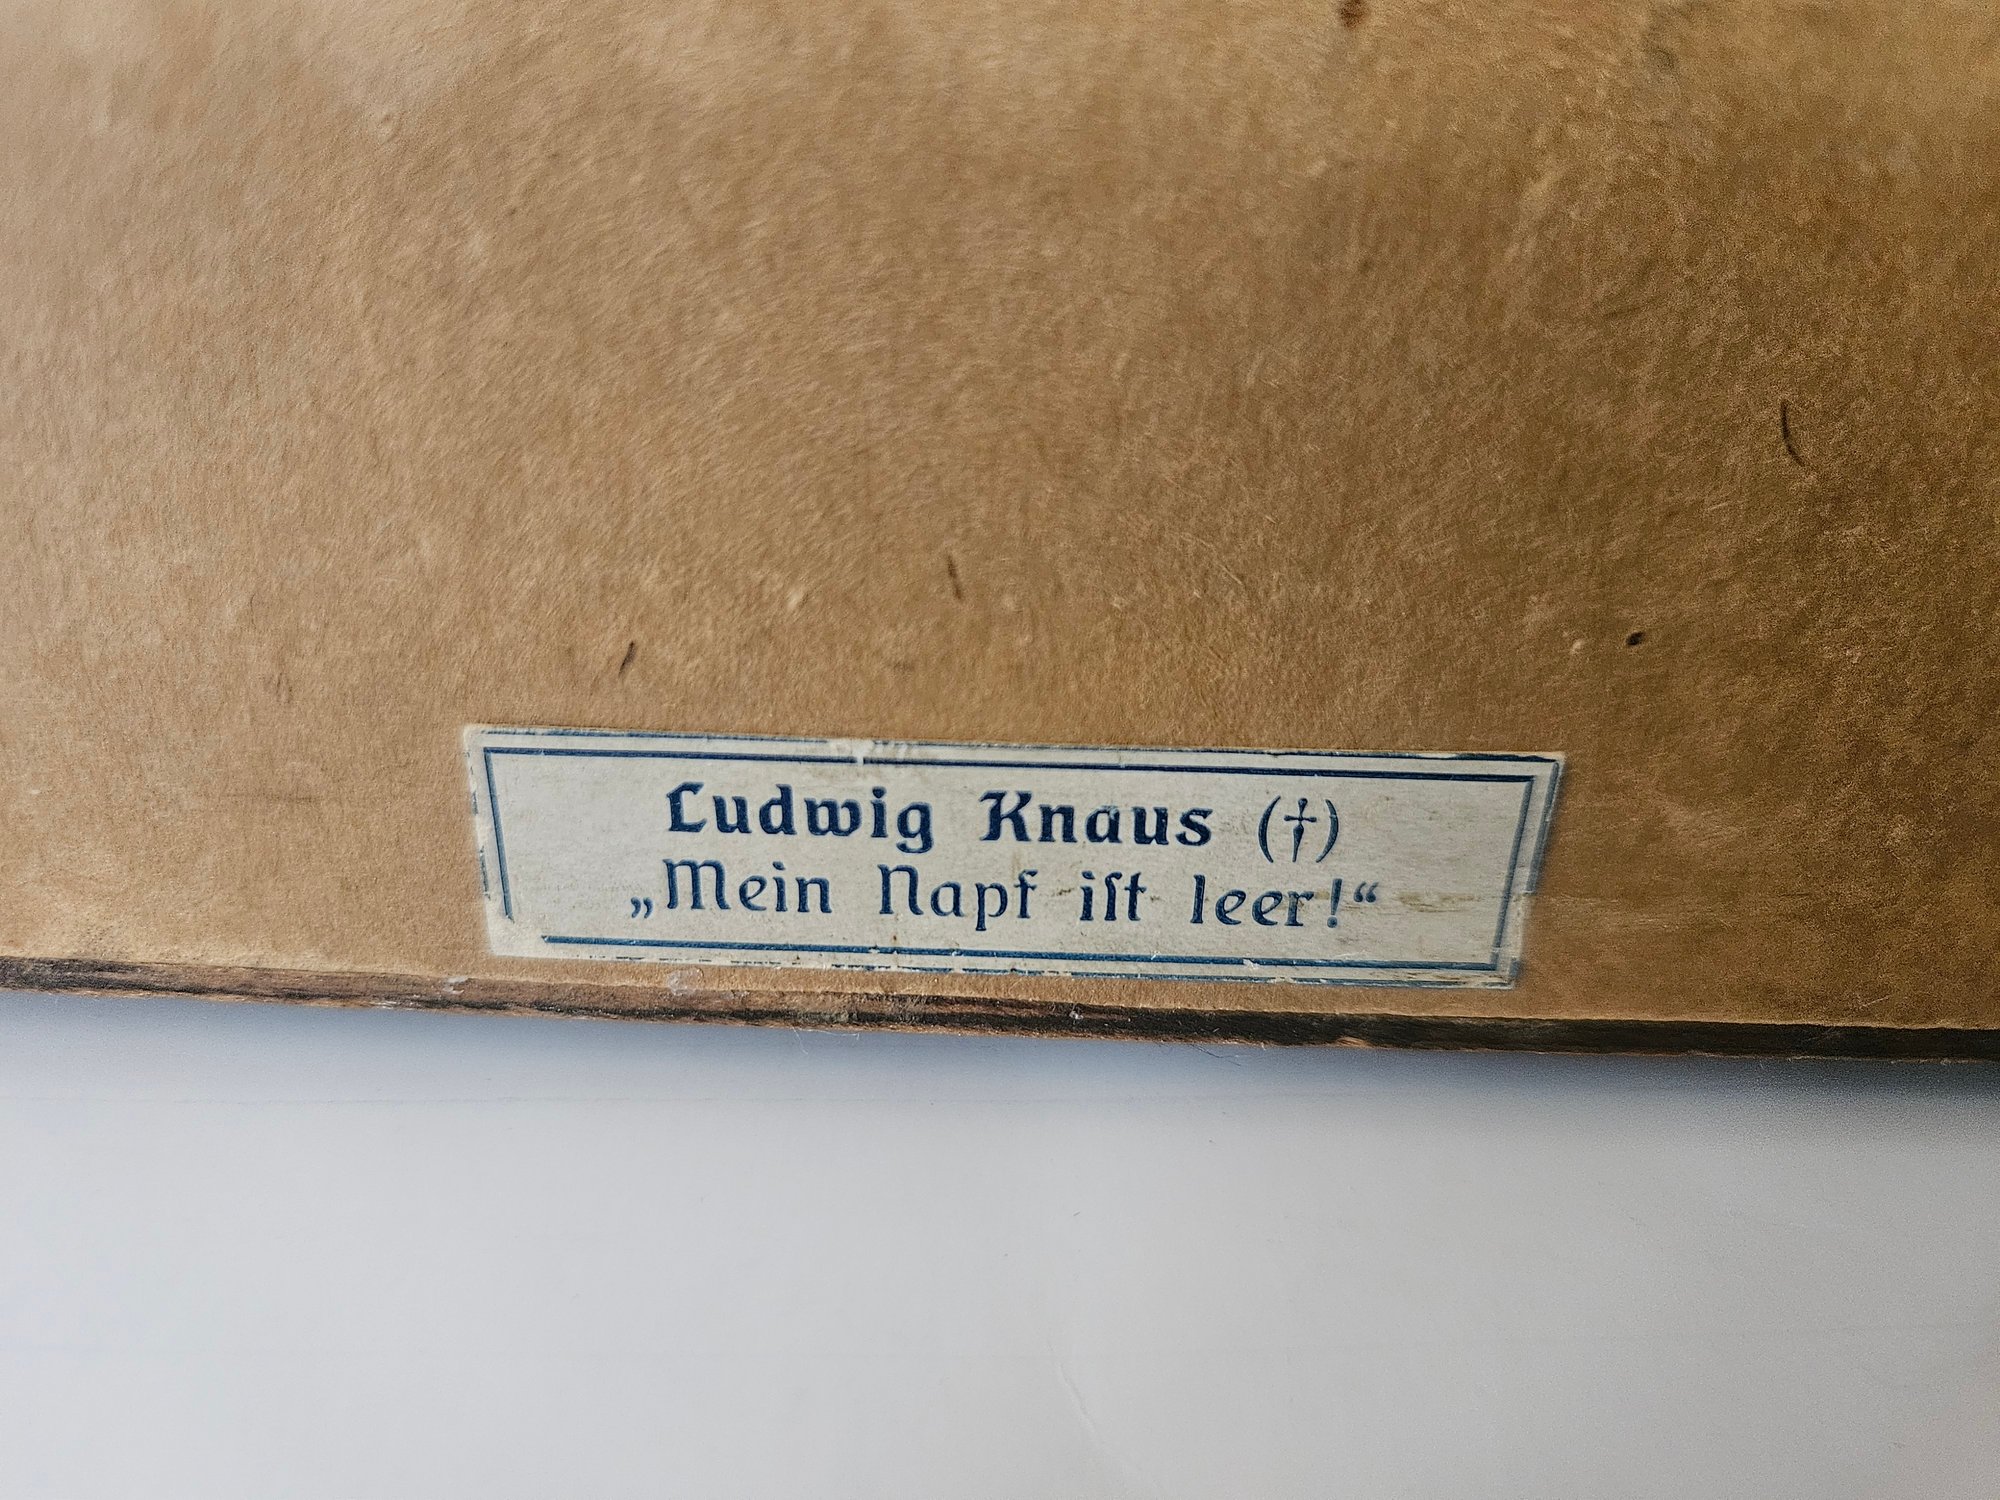 Ludwig Knaus (†)
„Mein Napf iſt leer!“